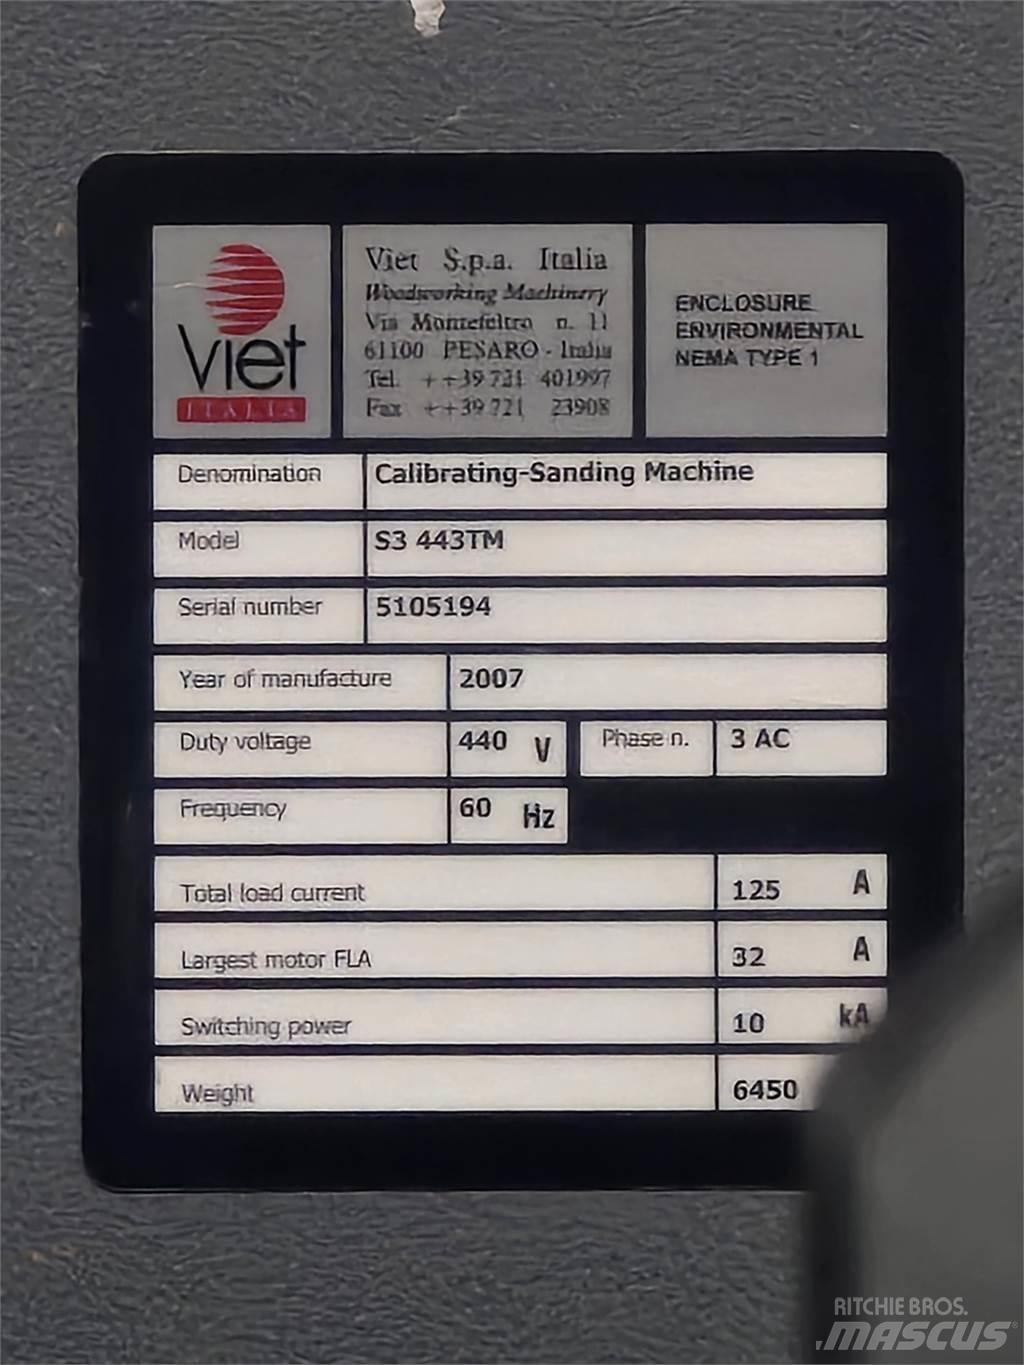 Viet
ITALIA
Viet S.p.a. Italia
Woodworking Machinery
Via Montefeltro n. 11
61100 PESARO - Italia
Tel. ++39 721 401997
Fax ++39 721 23908
ENCLOSURE
ENVIRONMENTAL
NEMA TYPE 1
Denomination Calibrating-Sanding Machine
Model S3 443TM
Serial number 5105194
Year of manufacture 2007
Duty voltage 440 V Phase n. 3 AC
Frequency 60 Hz
Total load current 125 A
Largest motor FLA 32 A
Switching power 10 kA
Weight 6450
RITCHIE BROS.
MASCUS